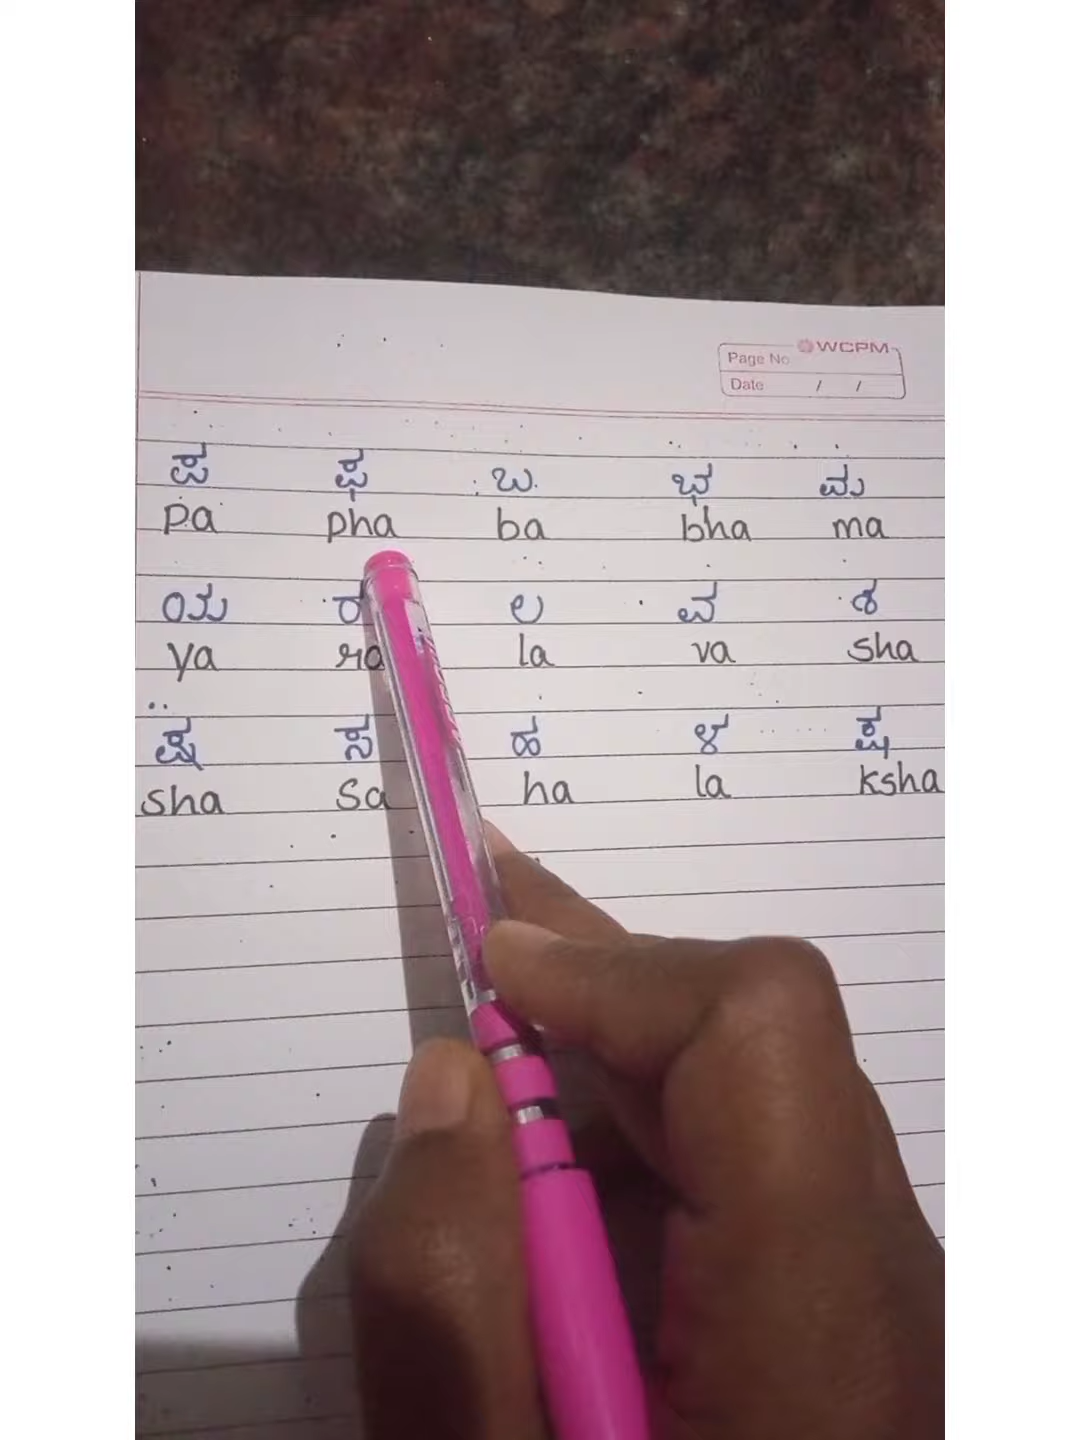 WCPM
Page No
Date / /
ಪ ಫ ಬ ಭ ಮ
pa pha ba bha ma
ಯ ರ ಲ ವ ಶ
ya ra la va sha
ಷ ಸ ಹ ಳ ಕ್ಷ
sha Sa ha la ksha